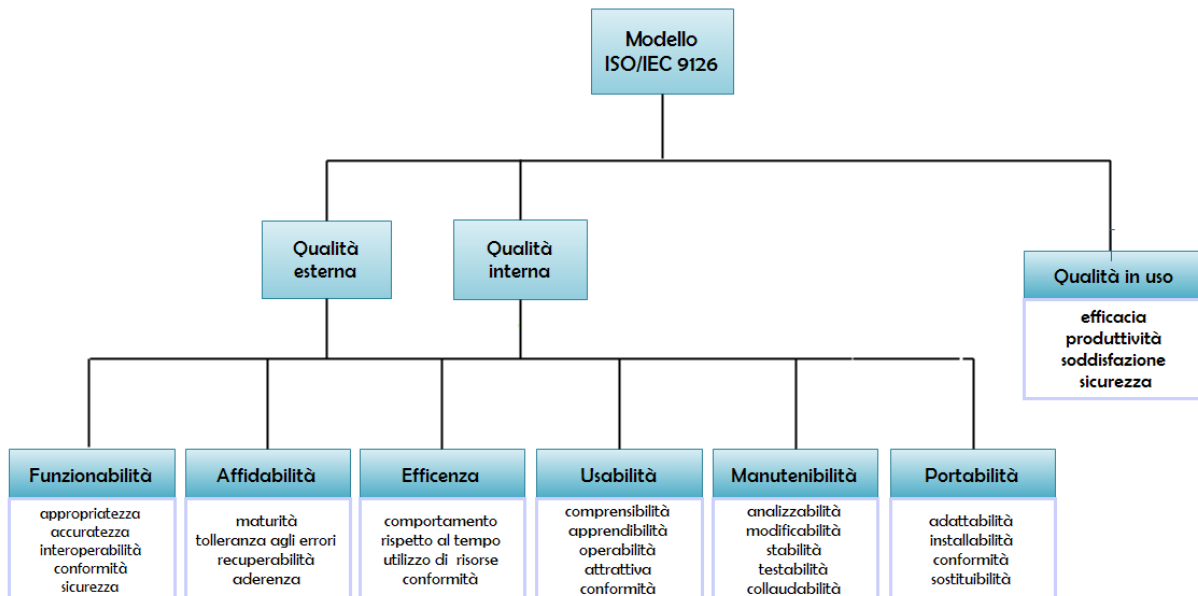 Modello
ISO/IEC 9126
Qualità
esterna
Qualità
interna
Qualità in uso
efficacia
produttività
soddisfazione
sicurezza
Funzionabilità
appropriatezza
accuratezza
interoperabilità
conformità
sicurezza
Affidabilità
maturità
tolleranza agli errori
recuperabilità
aderenza
Efficenza
comportamento
rispetto al tempo
utilizzo di risorse
conformità
Usabilità
comprensibilità
apprendibilità
operabilità
attrattiva
conformità
Manutenibilità
analizzabilità
modificabilità
stabilità
testabilità
collaudabilità
Portabilità
adattabilità
installabilità
conformità
sostituibilità